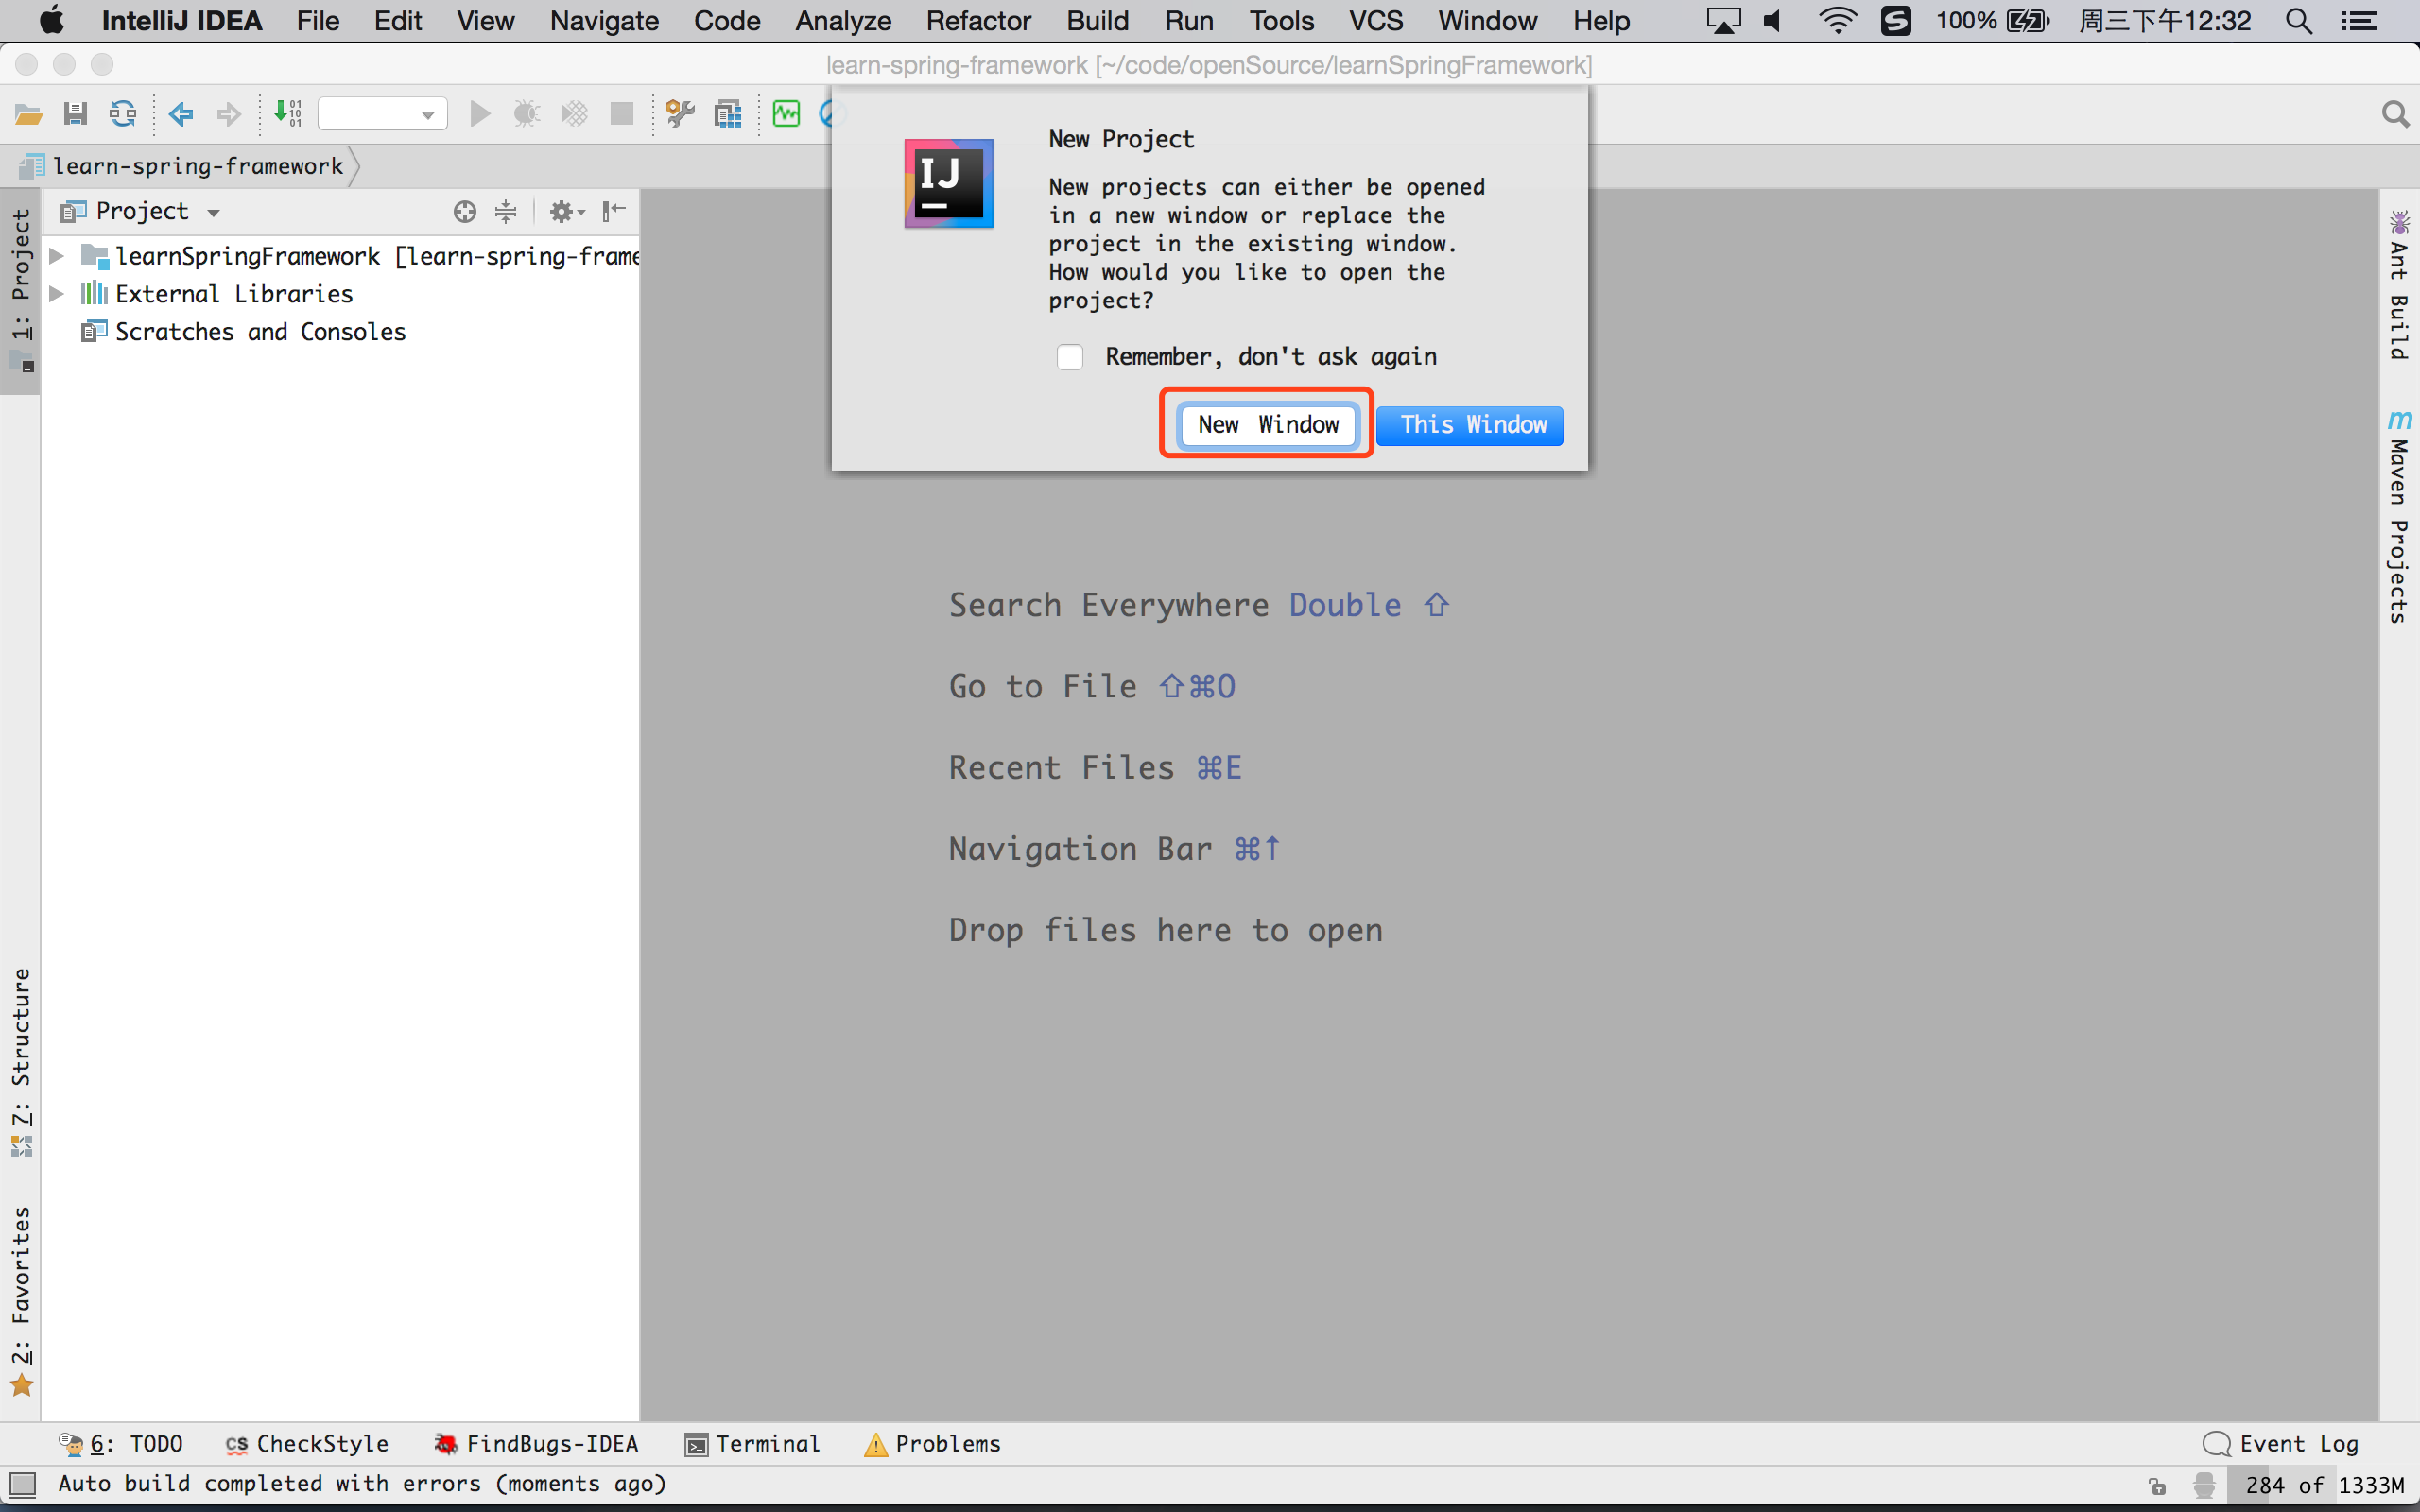 IntelliJ IDEA File Edit View Navigate Code Analyze Refactor Build Run Tools VCS Window Help 100% 周三下午12:32
learn-spring-framework [~/code/openSource/learnSpringFramework]
learn-spring-framework
1: Project
Project
learnSpringFramework [learn-spring-frame
External Libraries
Scratches and Consoles
IJ
New Project
New projects can either be opened
in a new window or replace the
project in the existing window.
How would you like to open the
project?
Remember, don't ask again
New Window This Window
Search Everywhere Double ⇧
Go to File ⇧⌘O
Recent Files ⌘E
Navigation Bar ⌘↑
Drop files here to open
Ant Build
m Maven Projects
7: Structure
2: Favorites
6: TODO CS CheckStyle FindBugs-IDEA Terminal Problems Event Log
Auto build completed with errors (moments ago) 284 of 1333M